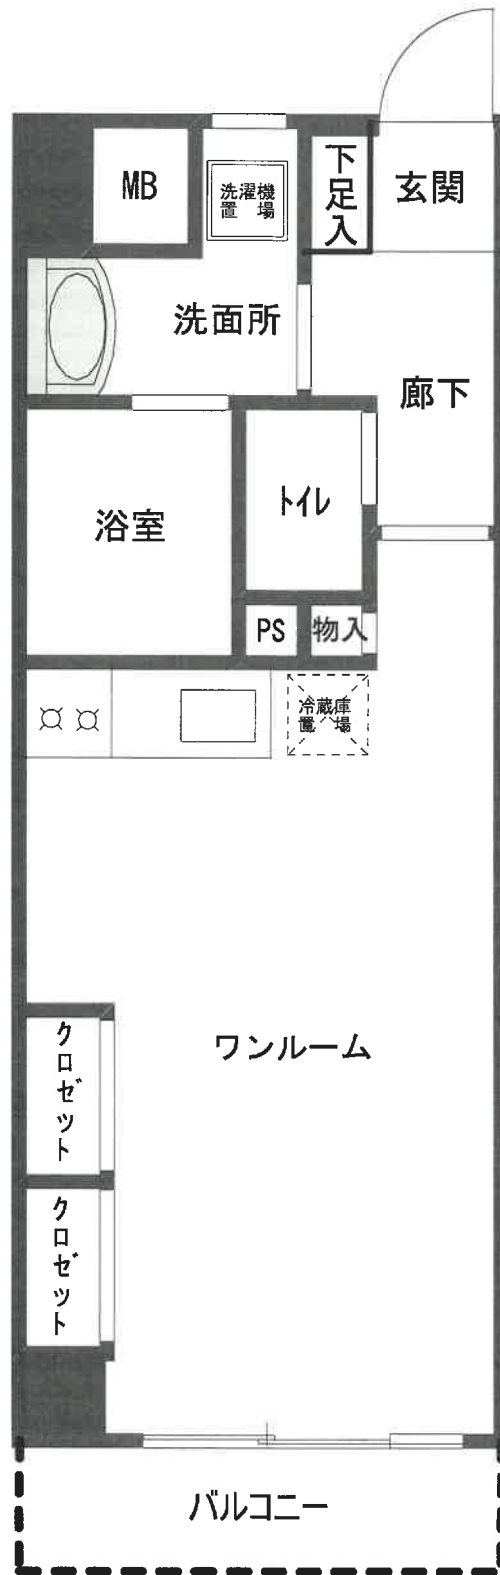 MB
洗濯機
置場
下足入
玄関
洗面所
廊下
浴室
トイレ
PS
物入
冷蔵庫
置場
ワンルーム
クロゼット
クロゼット
バルコニー